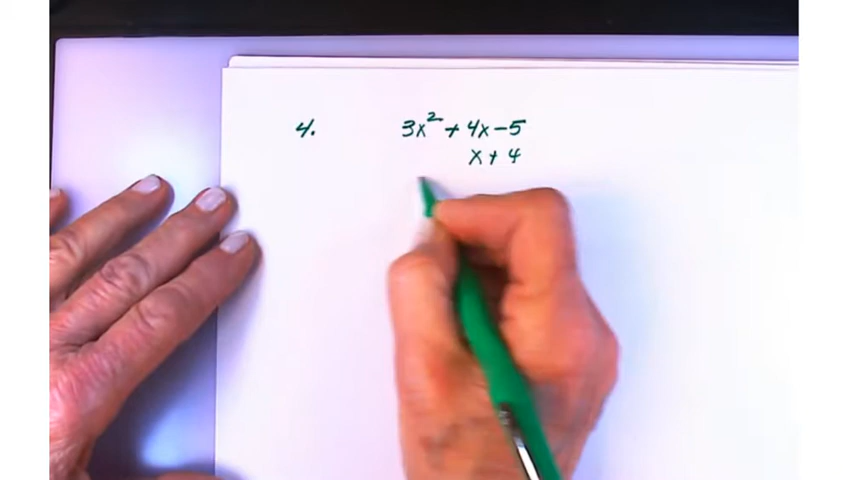 4. 3x² + 4x - 5
x + 4